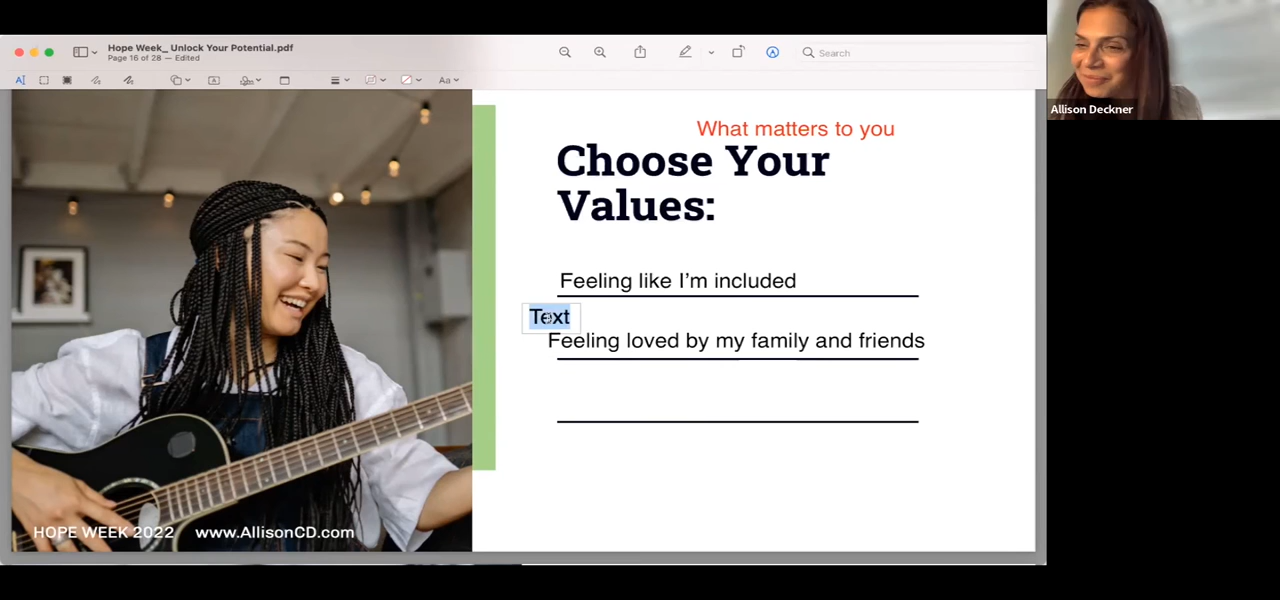 Hope Week_ Unlock Your Potential.pdf
Page 16 of 28 — Edited
Search
Aa
Allison Deckner
What matters to you
Choose Your
Values:
Feeling like I'm included
Text
Feeling loved by my family and friends
HOPE WEEK 2022 www.AllisonCD.com